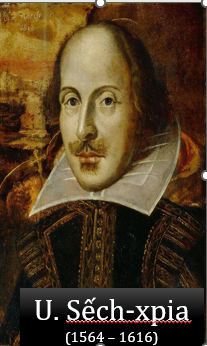 U. Sếch-xpia
(1564 – 1616)